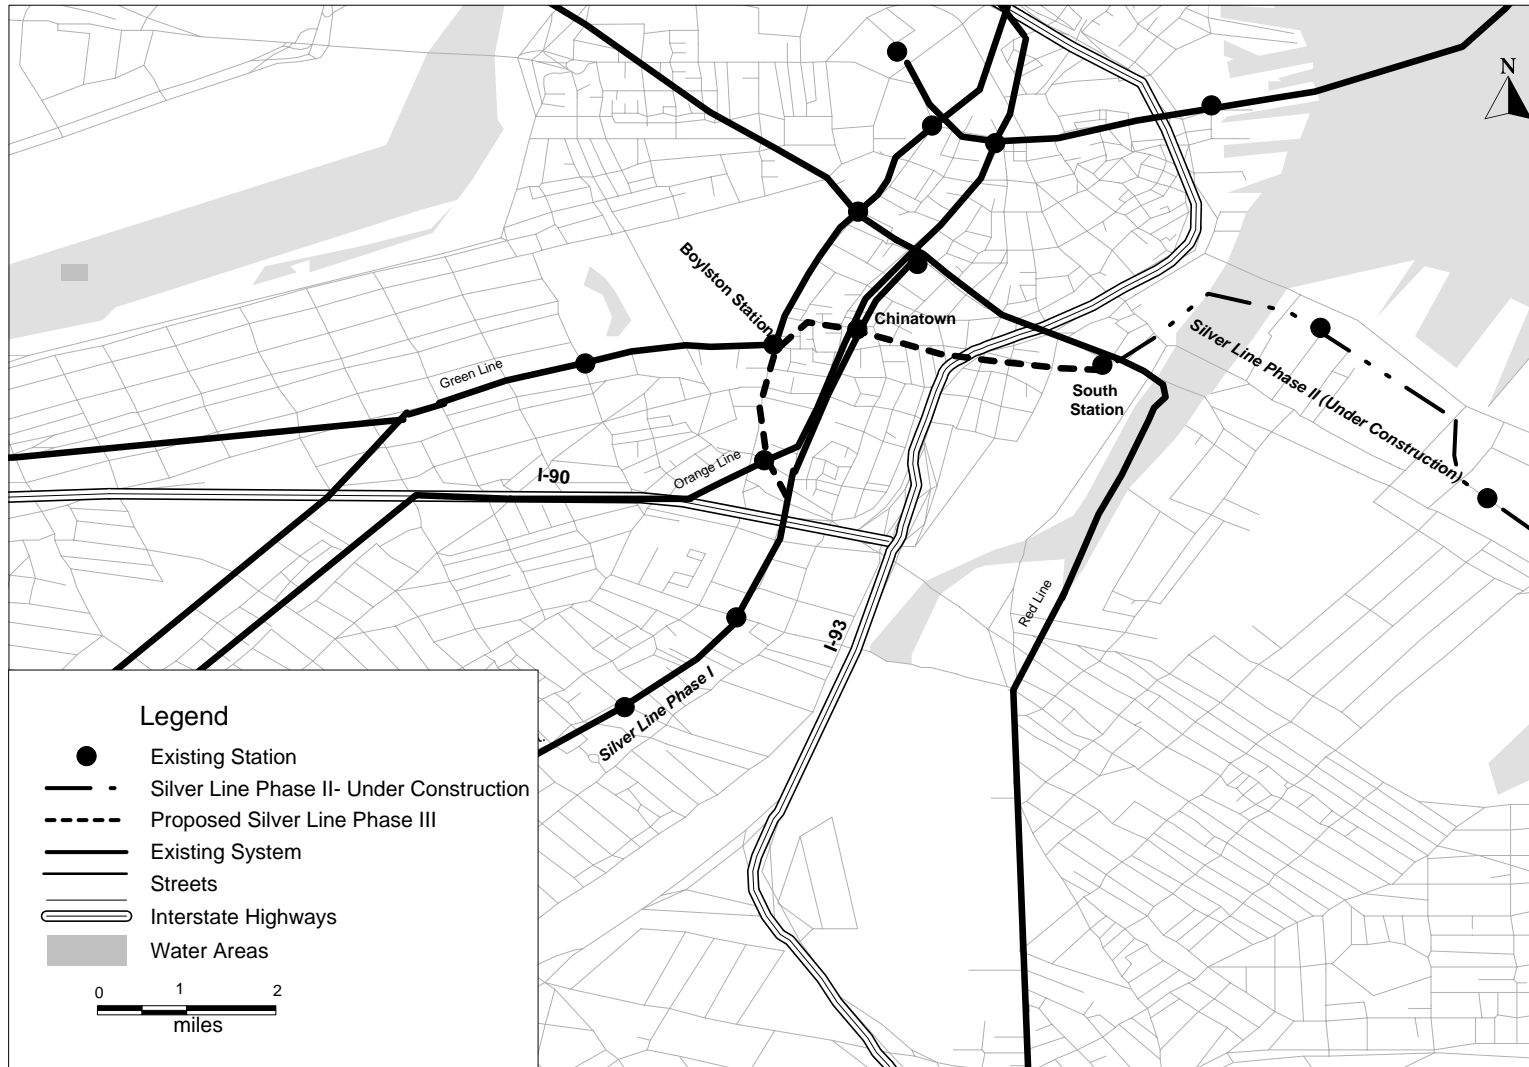 N
Boylston Station
Chinatown
Silver Line Phase II (Under Construction)
South
Station
Green Line
Orange Line
I-90
Red Line
I-93
Silver Line Phase I
Legend
Existing Station
Silver Line Phase II- Under Construction
Proposed Silver Line Phase III
Existing System
Streets
Interstate Highways
Water Areas
0 1 2
miles